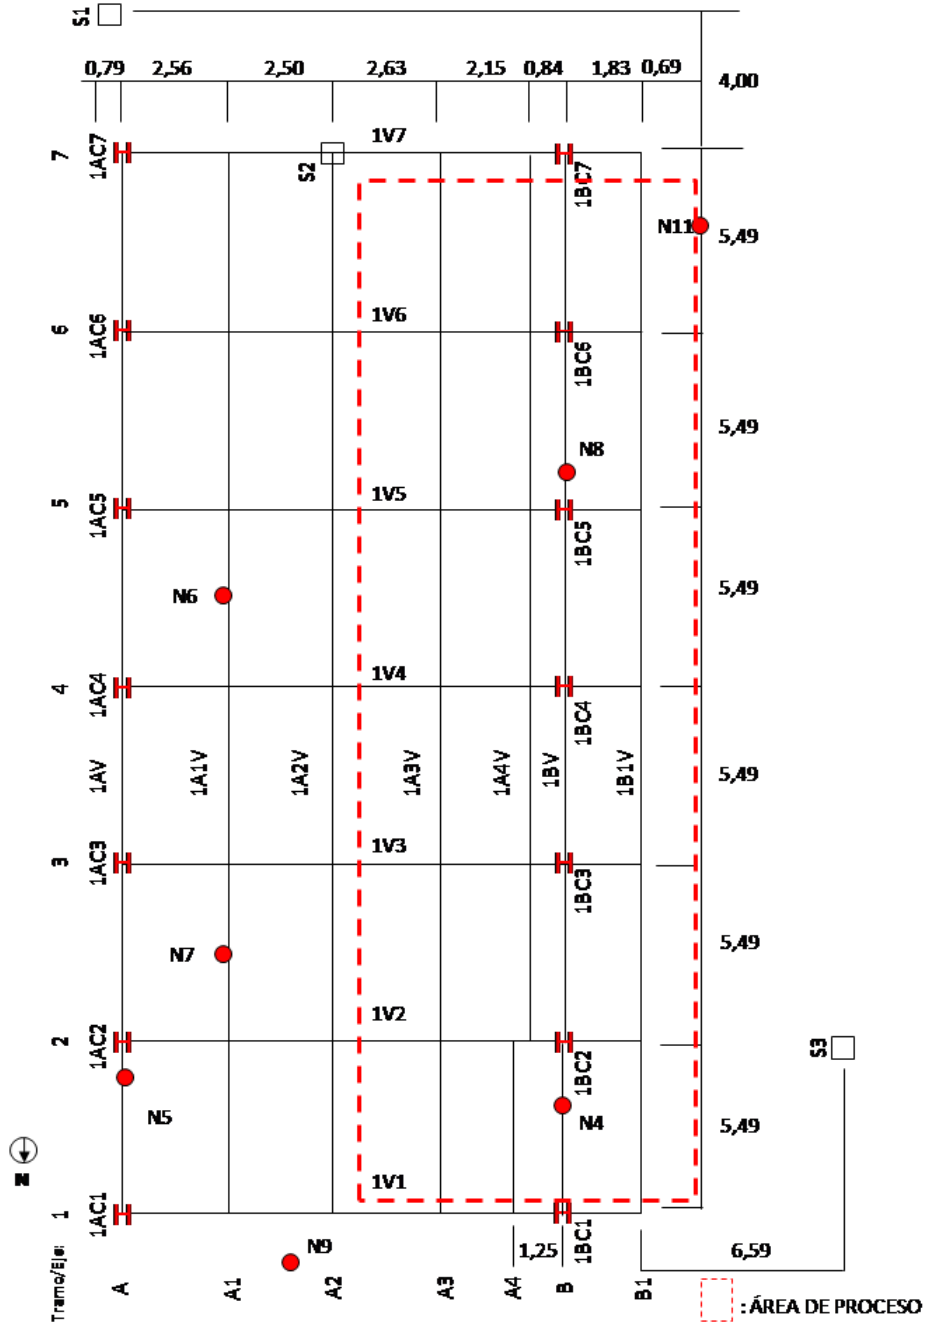 S1
0,79 2,56 2,50 2,63 2,15 0,84 1,83 0,69
4,00
7
1AC7
S2
1V7
1BC7
N11
5,49
6
1AC6
1V6
1BC6
5,49
N8
5
1AC5
1V5
1BC5
N6
5,49
4
1AC4
1V4
1BC4
1AV
1A1V
1A2V
1A3V
1A4V
1BV
1B1V
5,49
3
1AC3
1V3
1BC3
N7
5,49
2
1AC2
1V2
1BC2
S3
N5
N4
5,49
N
1
1AC1
1V1
1BC1
N9
1,25
6,59
Tramo/Eje:
A
A1
A2
A3
A4
B
B1
: ÁREA DE PROCESO